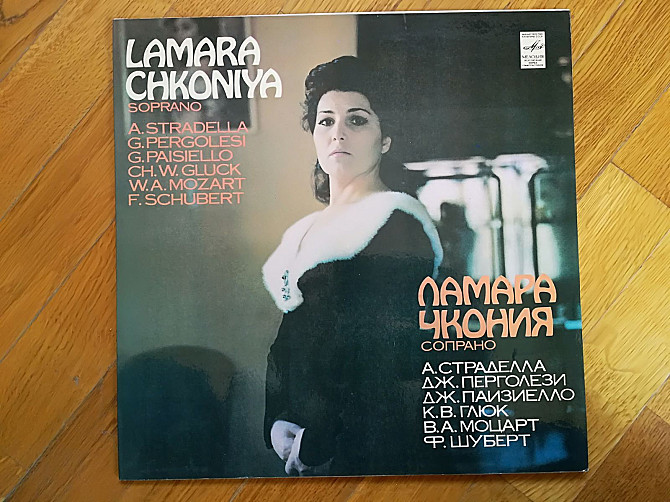 LAMARA
CHKONIYA
SOPRANO
A. STRADELLA
G. PERGOLESI
G. PAISIELLO
CH. W. GLUCK
W. A. MOZART
F. SCHUBERT
МЕЛОДИЯ
ЛАМАРА
ЧКОНИЯ
СОПРАНО
А. СТРАДЕЛЛА
ДЖ. ПЕРГОЛЕЗИ
ДЖ. ПАИЗИЕЛЛО
К. В. ГЛЮК
В. А. МОЦАРТ
Ф. ШУБЕРТ